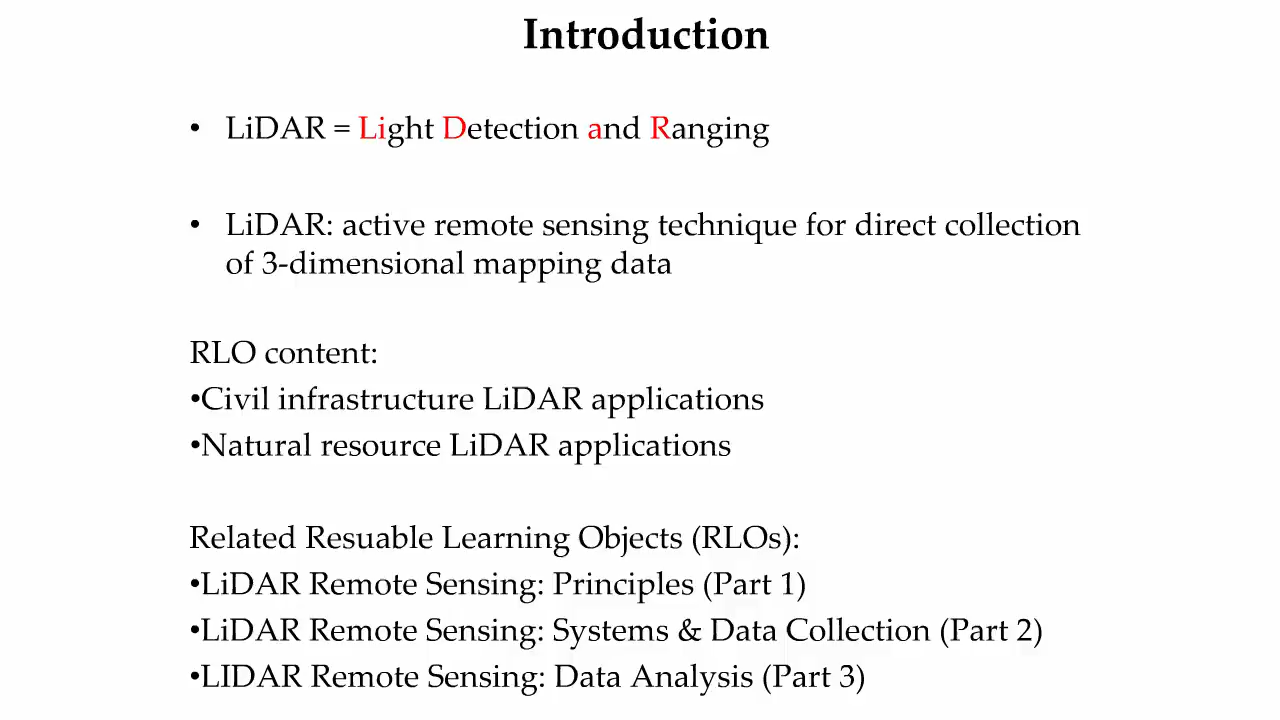 Introduction
• LiDAR = Light Detection and Ranging
• LiDAR: active remote sensing technique for direct collection
of 3-dimensional mapping data
RLO content:
•Civil infrastructure LiDAR applications
•Natural resource LiDAR applications
Related Resuable Learning Objects (RLOs):
•LiDAR Remote Sensing: Principles (Part 1)
•LiDAR Remote Sensing: Systems & Data Collection (Part 2)
•LIDAR Remote Sensing: Data Analysis (Part 3)